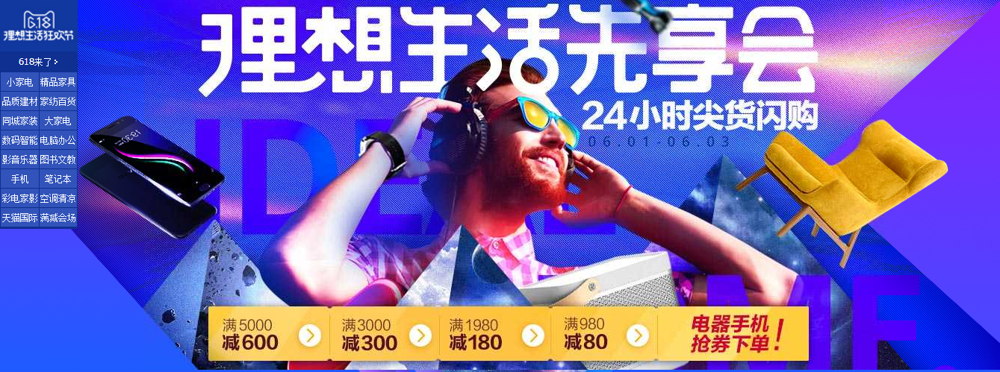 618
理想生活狂欢节
618来了 >
小家电 精品家具
品质建材 家纺百货
同城家装 大家电
数码智能 电脑办公
影音乐器 图书文教
手机 笔记本
彩电家影 空调清凉
天猫国际 满减会场
理想生活先享会
24小时尖货闪购
06.01-06.03
IDEAL
满5000
减600
满3000
减300
满1980
减180
满980
减80
电器手机
抢券下单!